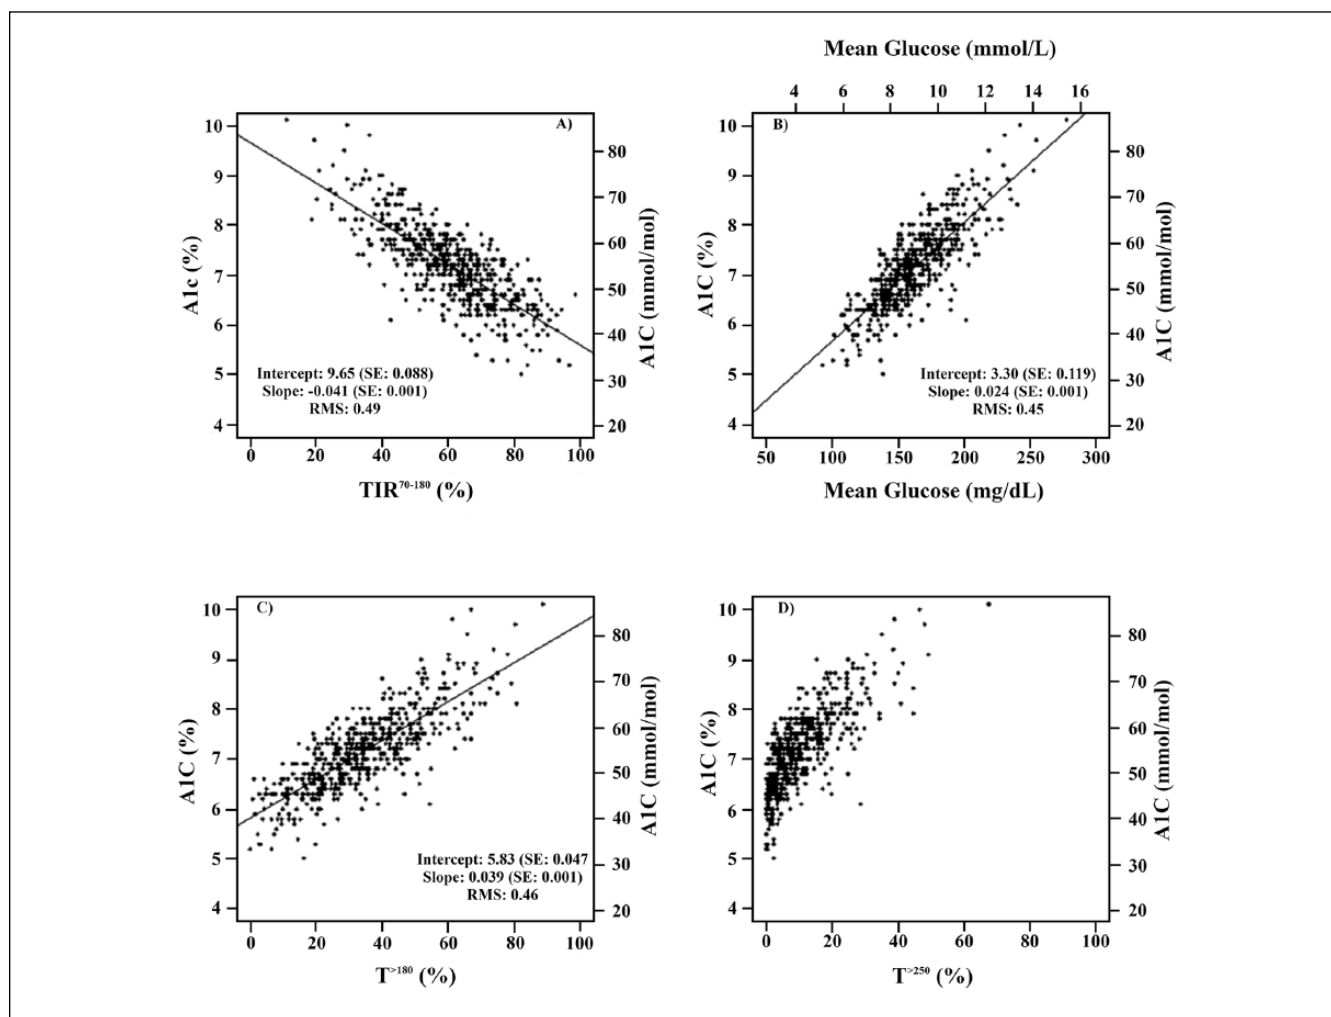 A)
A1c (%)
10
9
8
7
6
5
4
80
70
60
50
40
30
20
A1C (mmol/mol)
Intercept: 9.65 (SE: 0.088)
Slope: -0.041 (SE: 0.001)
RMS: 0.49
0 20 40 60 80 100
TIR70-180 (%)
Mean Glucose (mmol/L)
4 6 8 10 12 14 16
B)
A1C (%)
10
9
8
7
6
5
4
80
70
60
50
40
30
20
A1C (mmol/mol)
Intercept: 3.30 (SE: 0.119)
Slope: 0.024 (SE: 0.001)
RMS: 0.45
50 100 150 200 250 300
Mean Glucose (mg/dL)
C)
A1C (%)
10
9
8
7
6
5
4
80
70
60
50
40
30
20
A1C (mmol/mol)
Intercept: 5.83 (SE: 0.047
Slope: 0.039 (SE: 0.001)
RMS: 0.46
0 20 40 60 80 100
T>180 (%)
D)
A1C (%)
10
9
8
7
6
5
4
80
70
60
50
40
30
20
A1C (mmol/mol)
0 20 40 60 80 100
T>250 (%)